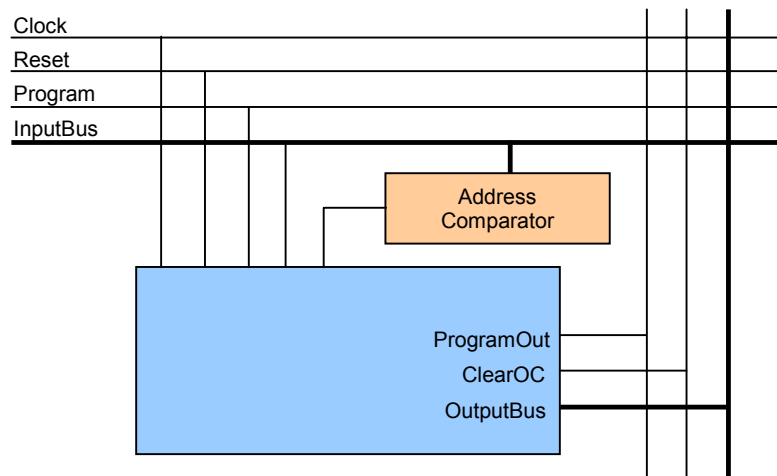 Clock
Reset
Program
InputBus
Address
Comparator
ProgramOut
ClearOC
OutputBus